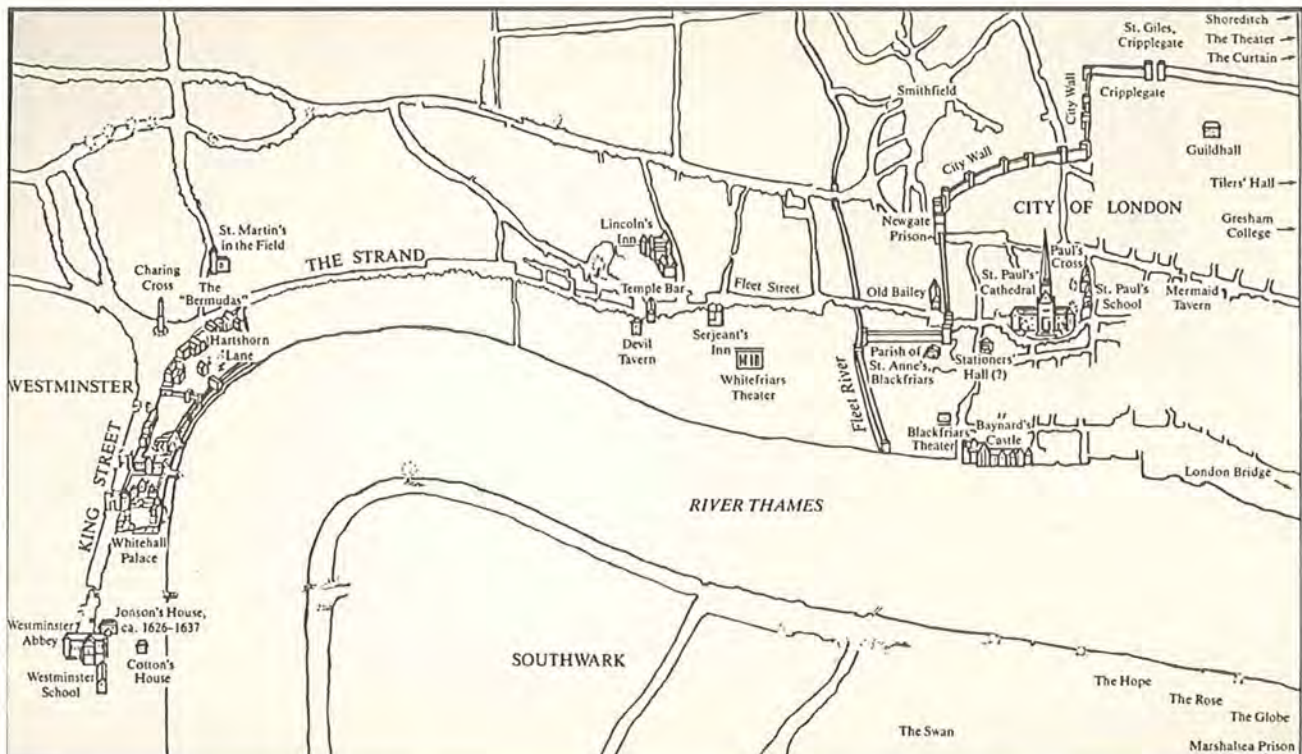 Shoreditch
St. Giles,
Cripplegate
The Theater
The Curtain
City Wall
Cripplegate
Smithfield
Guildhall
City Wall
Tilers' Hall
CITY OF LONDON
Newgate
Prison
Gresham
College
St. Martin's
in the Field
Lincoln's
Inn
THE STRAND
Charing
Cross
The
"Bermudas"
Temple Bar
Fleet Street
Old Bailey
St. Paul's
Cathedral
Paul's
Cross
St. Paul's
School
Mermaid
Tavern
Hartshorn
Lane
Devil
Tavern
Serjeant's
Inn
Whitefriars
Theater
Fleet River
Parish of
St. Anne's,
Blackfriars
Stationers'
Hall (?)
WESTMINSTER
Blackfriars
Theater
Baynard's
Castle
London Bridge
KING STREET
RIVER THAMES
Whitehall
Palace
Jonson's House,
ca. 1626-1637
Westminster
Abbey
Cotton's
House
Westminster
School
SOUTHWARK
The Hope
The Rose
The Swan
The Globe
Marshalsea Prison